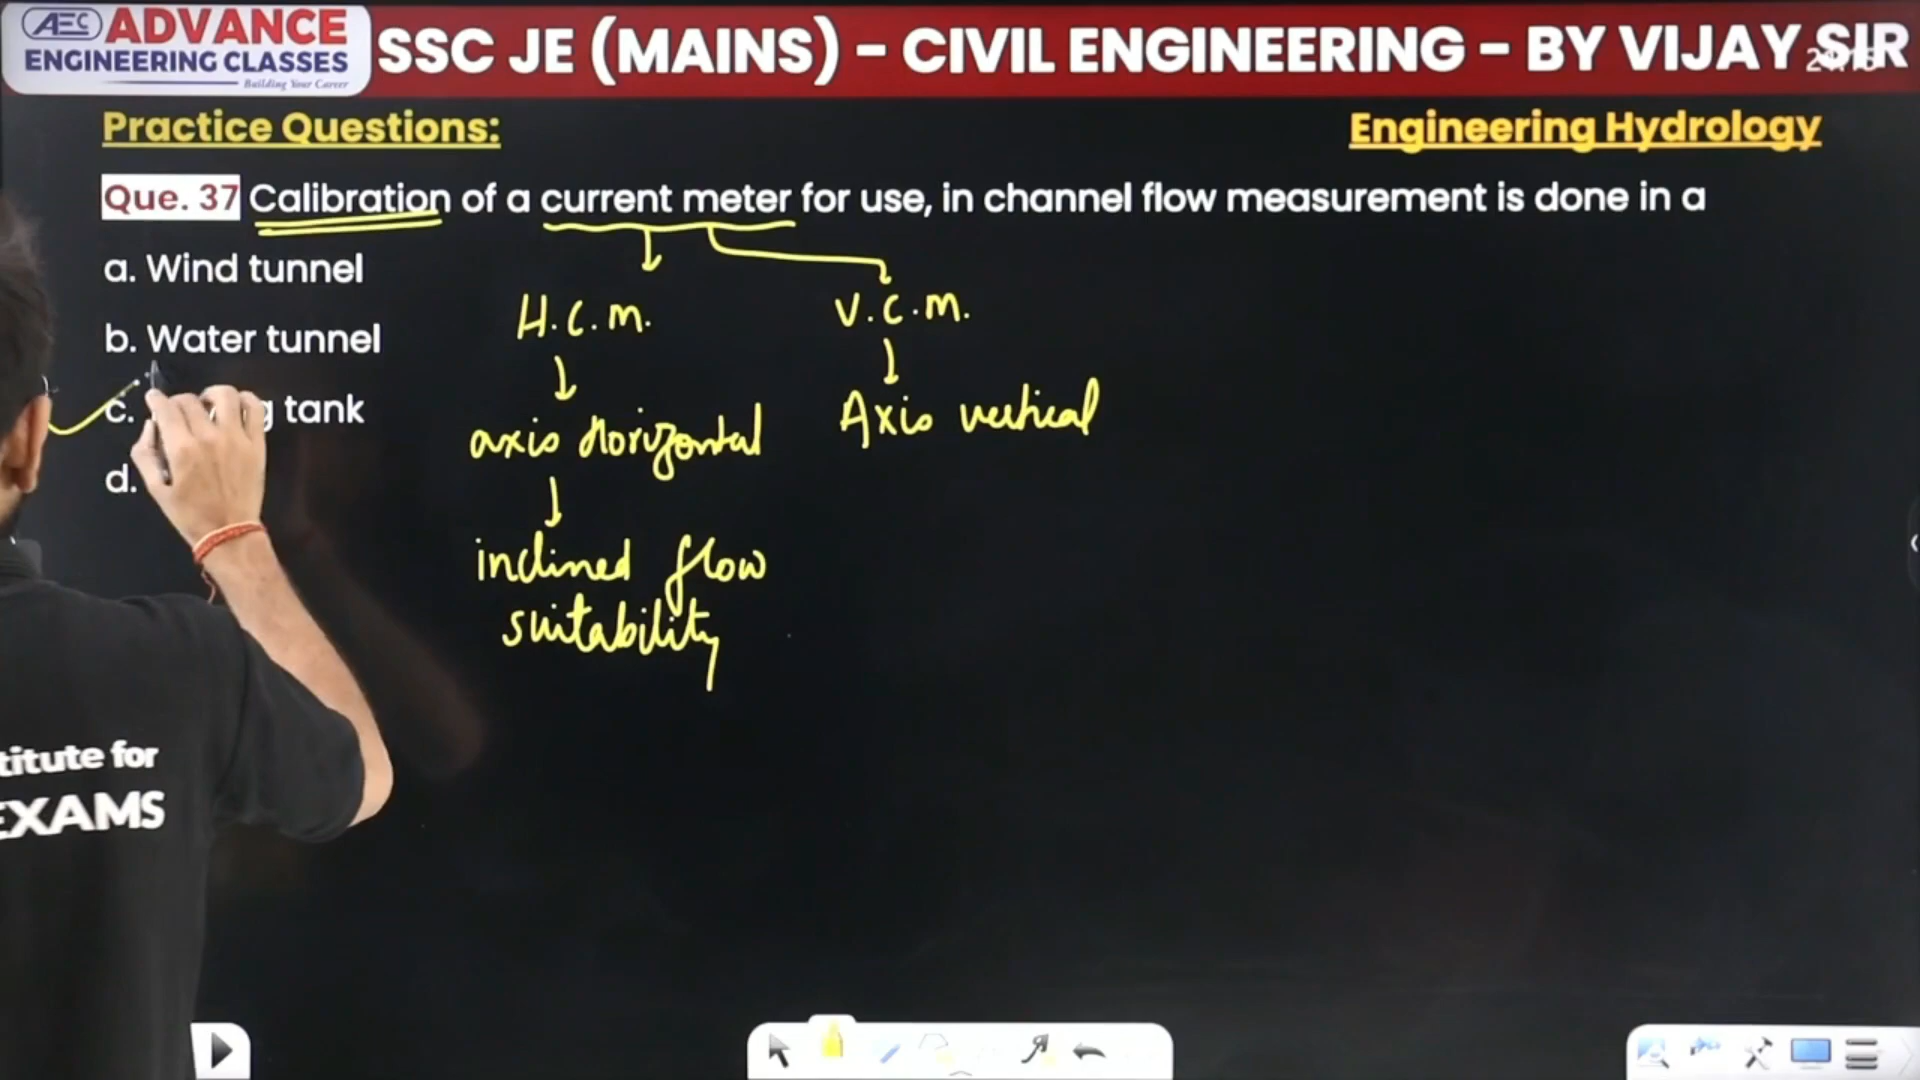 AEC ADVANCE
ENGINEERING CLASSES
Building Your Career
SSC JE (MAINS) - CIVIL ENGINEERING - BY VIJAY SIR
Practice Questions:
Engineering Hydrology
Que. 37 Calibration of a current meter for use, in channel flow measurement is done in a
a. Wind tunnel
b. Water tunnel
c. tank
d.
H.C.M.
↓
axis Horizontal
↓
inclined flow
suitability
V.C.M.
↓
Axis vertical
titute for
EXAMS